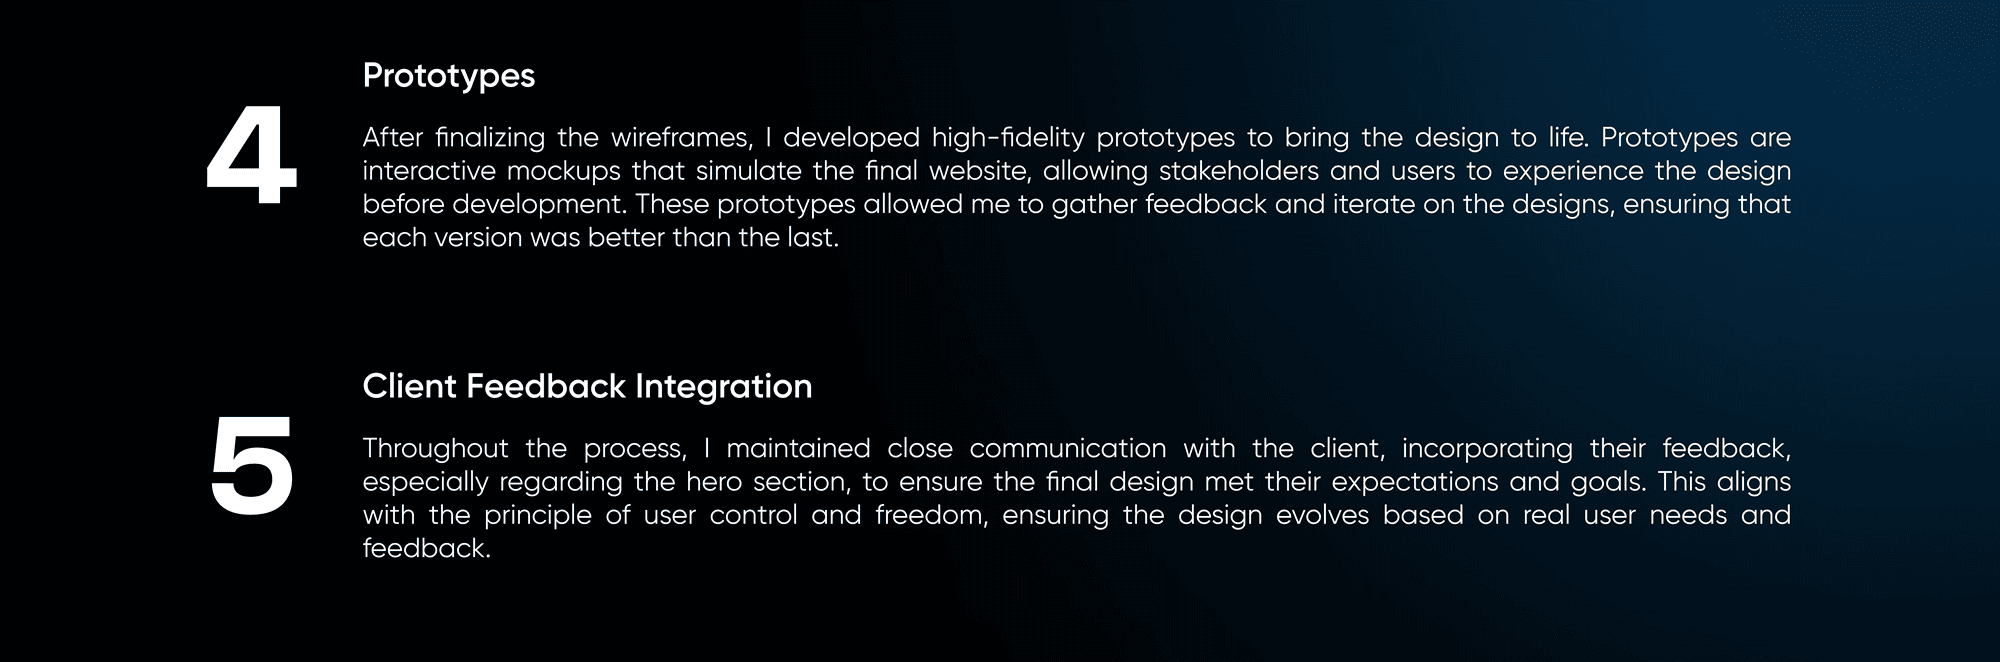 4
Prototypes
After finalizing the wireframes, I developed high-fidelity prototypes to bring the design to life. Prototypes are
interactive mockups that simulate the final website, allowing stakeholders and users to experience the design
before development. These prototypes allowed me to gather feedback and iterate on the designs, ensuring that
each version was better than the last.
5
Client Feedback Integration
Throughout the process, I maintained close communication with the client, incorporating their feedback,
especially regarding the hero section, to ensure the final design met their expectations and goals. This aligns
with the principle of user control and freedom, ensuring the design evolves based on real user needs and
feedback.